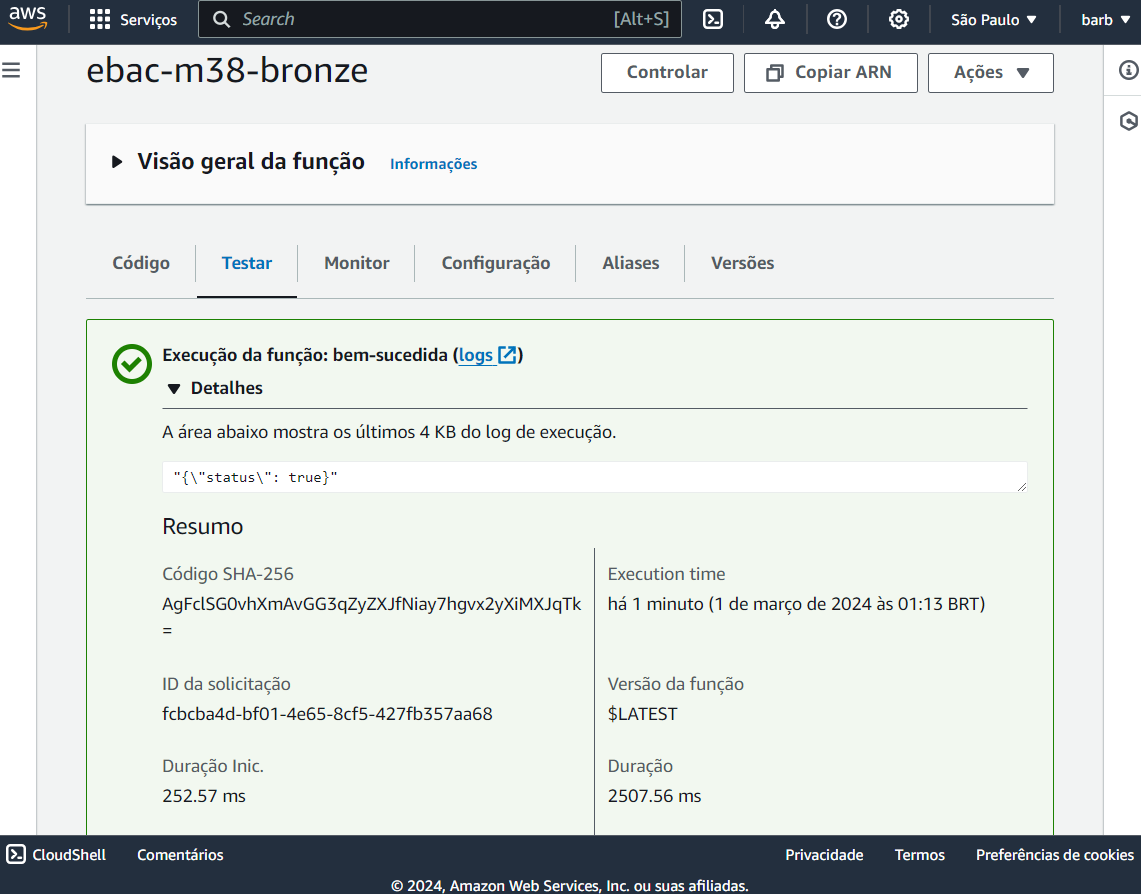 aws
Serviços
Search [Alt+S]
São Paulo ▼
barb ▼
ebac-m38-bronze
Controlar
Copiar ARN
Ações ▼
Visão geral da função Informações
Código
Testar
Monitor
Configuração
Aliases
Versões
Execução da função: bem-sucedida (logs)
Detalhes
A área abaixo mostra os últimos 4 KB do log de execução.
"{\"status\": true}"
Resumo
Código SHA-256
AgFclSG0vhXmAvGG3qZyZXJfNiay7hgvx2yXiMXJqTk
=
Execution time
há 1 minuto (1 de março de 2024 às 01:13 BRT)
ID da solicitação
fcbcba4d-bf01-4e65-8cf5-427fb357aa68
Versão da função
$LATEST
Duração Inic.
252.57 ms
Duração
2507.56 ms
CloudShell
Comentários
Privacidade
Termos
Preferências de cookies
© 2024, Amazon Web Services, Inc. ou suas afiliadas.